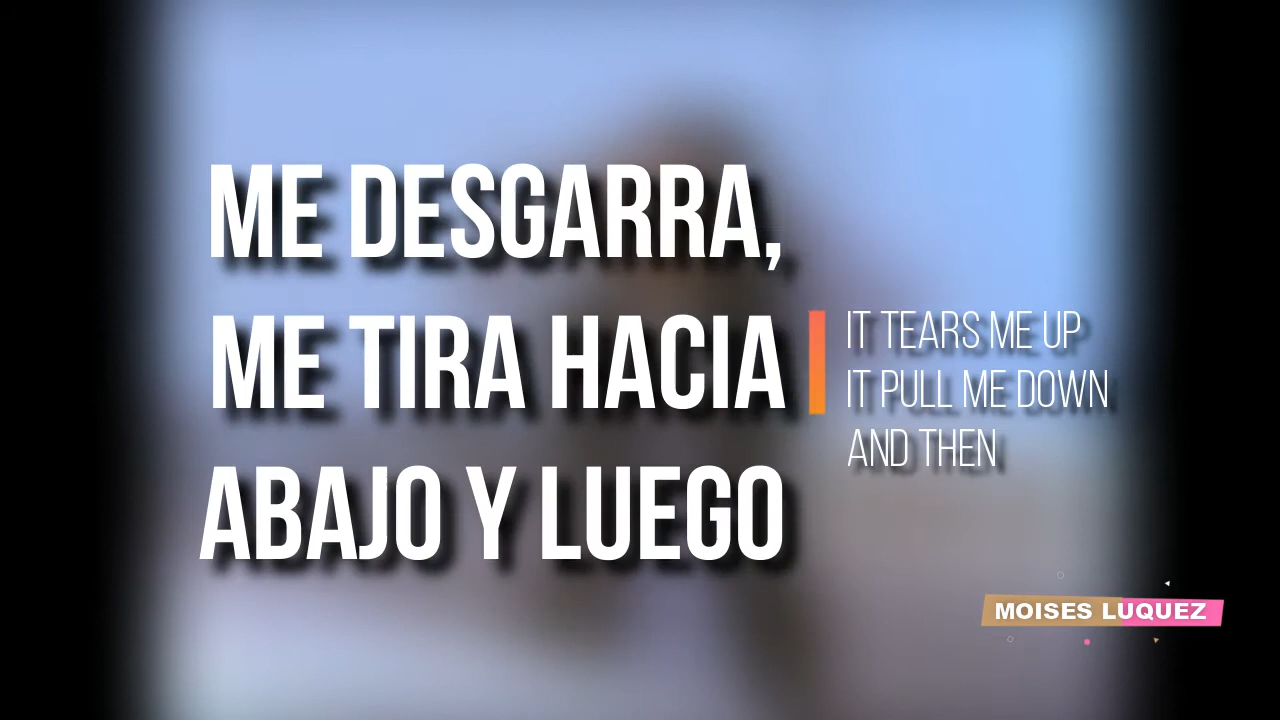 ME DESGARRA,
ME TIRA HACIA
ABAJO Y LUEGO
IT TEARS ME UP
IT PULL ME DOWN
AND THEN
MOISES LUQUEZ